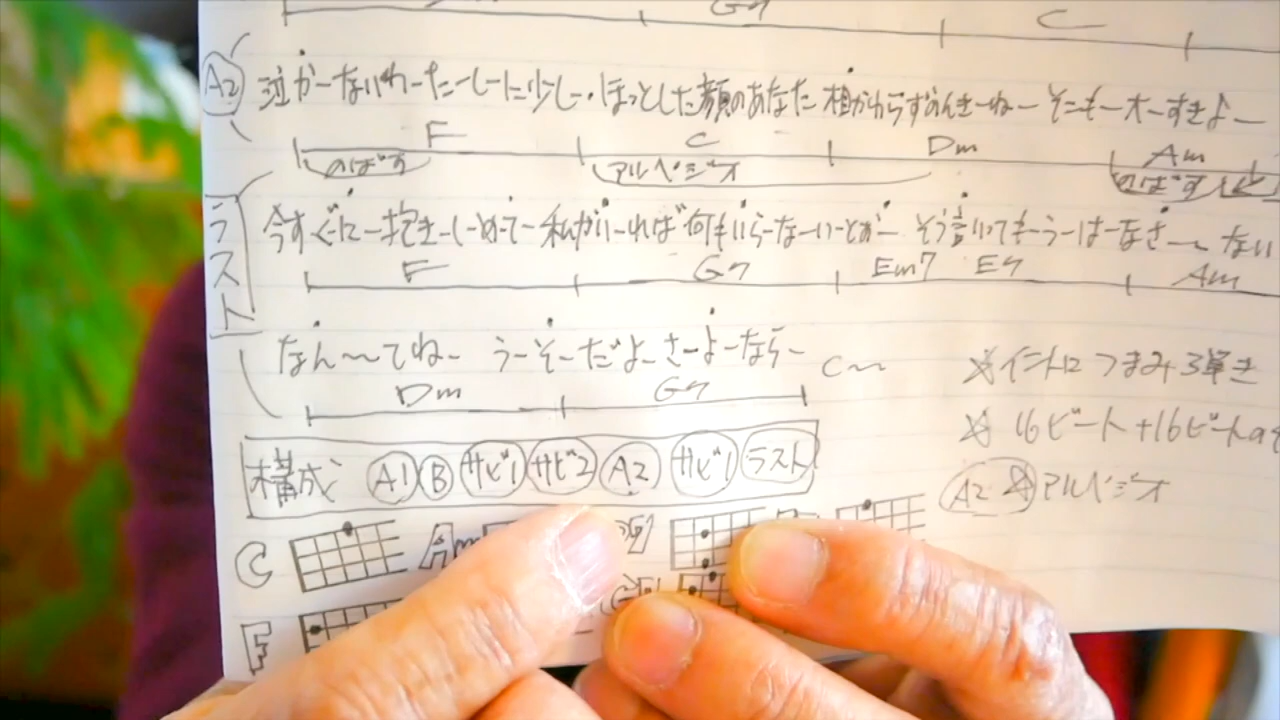 G7 C
A2 泣かーないわーたーしーに少しー・ほっとした顔のあなた 相かわらずのんきーねー そこもー大ーすきよー
F C Dm Am
のばす アルペジオ のばす
ラスト 今すぐにー抱きーしーめてー私がいーれば何もいらーなーいーとかー そう言ってもーうーはーなさー〜ない
F G7 Em7 E7 Am
なん〜てねー うーそーだよーさーよーならー C〜
Dm G7
※イントロ つまみ3弾き
※16ビート+16ビート
構成 A1 B サビ1 サビ2 A2 サビ1 ラスト
A2 ※アルペジオ
C Am
F